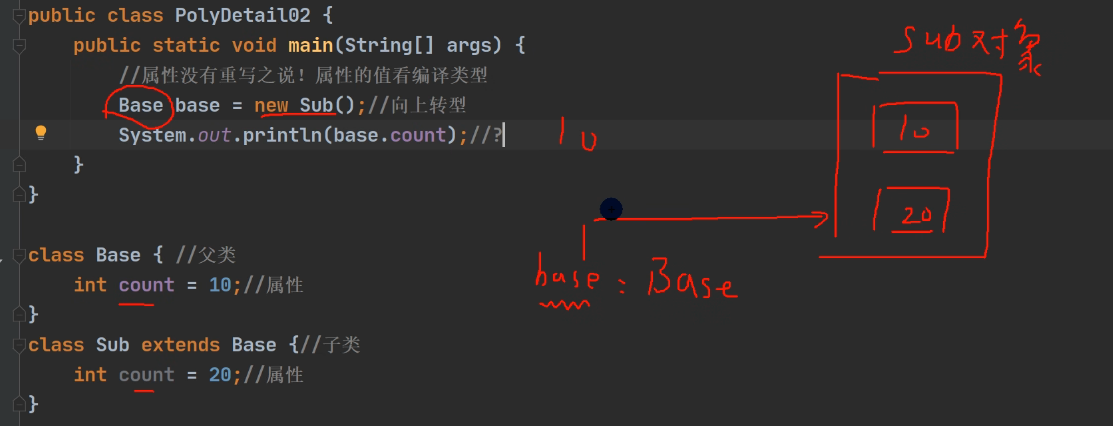 public class PolyDetail02 {
public static void main(String[] args) {
//属性没有重写之说！属性的值看编译类型
Base base = new Sub();//向上转型
System.out.println(base.count);//?
}
}
class Base { //父类
int count = 10;//属性
}
class Sub extends Base {//子类
int count = 20;//属性
}
10
Sub对象
10
20
base : Base